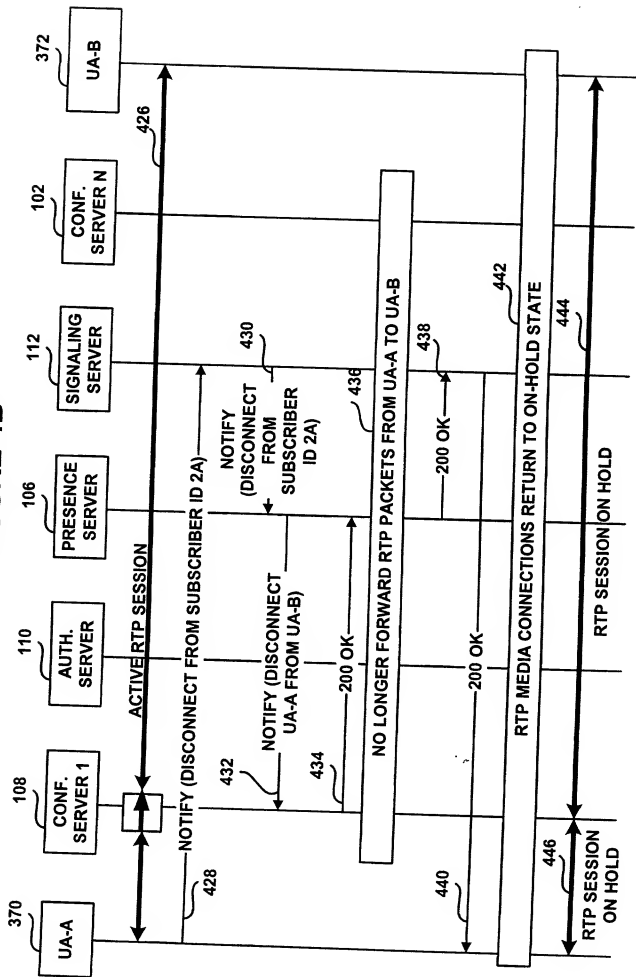 370
UA-A
108
CONF.
SERVER 1
110
AUTH.
SERVER
106
PRESENCE
SERVER
112
SIGNALING
SERVER
102
CONF.
SERVER N
372
UA-B
426
ACTIVE RTP SESSION
NOTIFY (DISCONNECT FROM SUBSCRIBER ID 2A)
428
430
NOTIFY
(DISCONNECT
FROM
SUBSCRIBER
ID 2A)
NOTIFY (DISCONNECT
UA-A FROM UA-B)
432
434
200 OK
436
NO LONGER FORWARD RTP PACKETS FROM UA-A TO UA-B
200 OK
438
440
200 OK
442
RTP MEDIA CONNECTIONS RETURN TO ON-HOLD STATE
444
RTP SESSION ON HOLD
446
RTP SESSION
ON HOLD